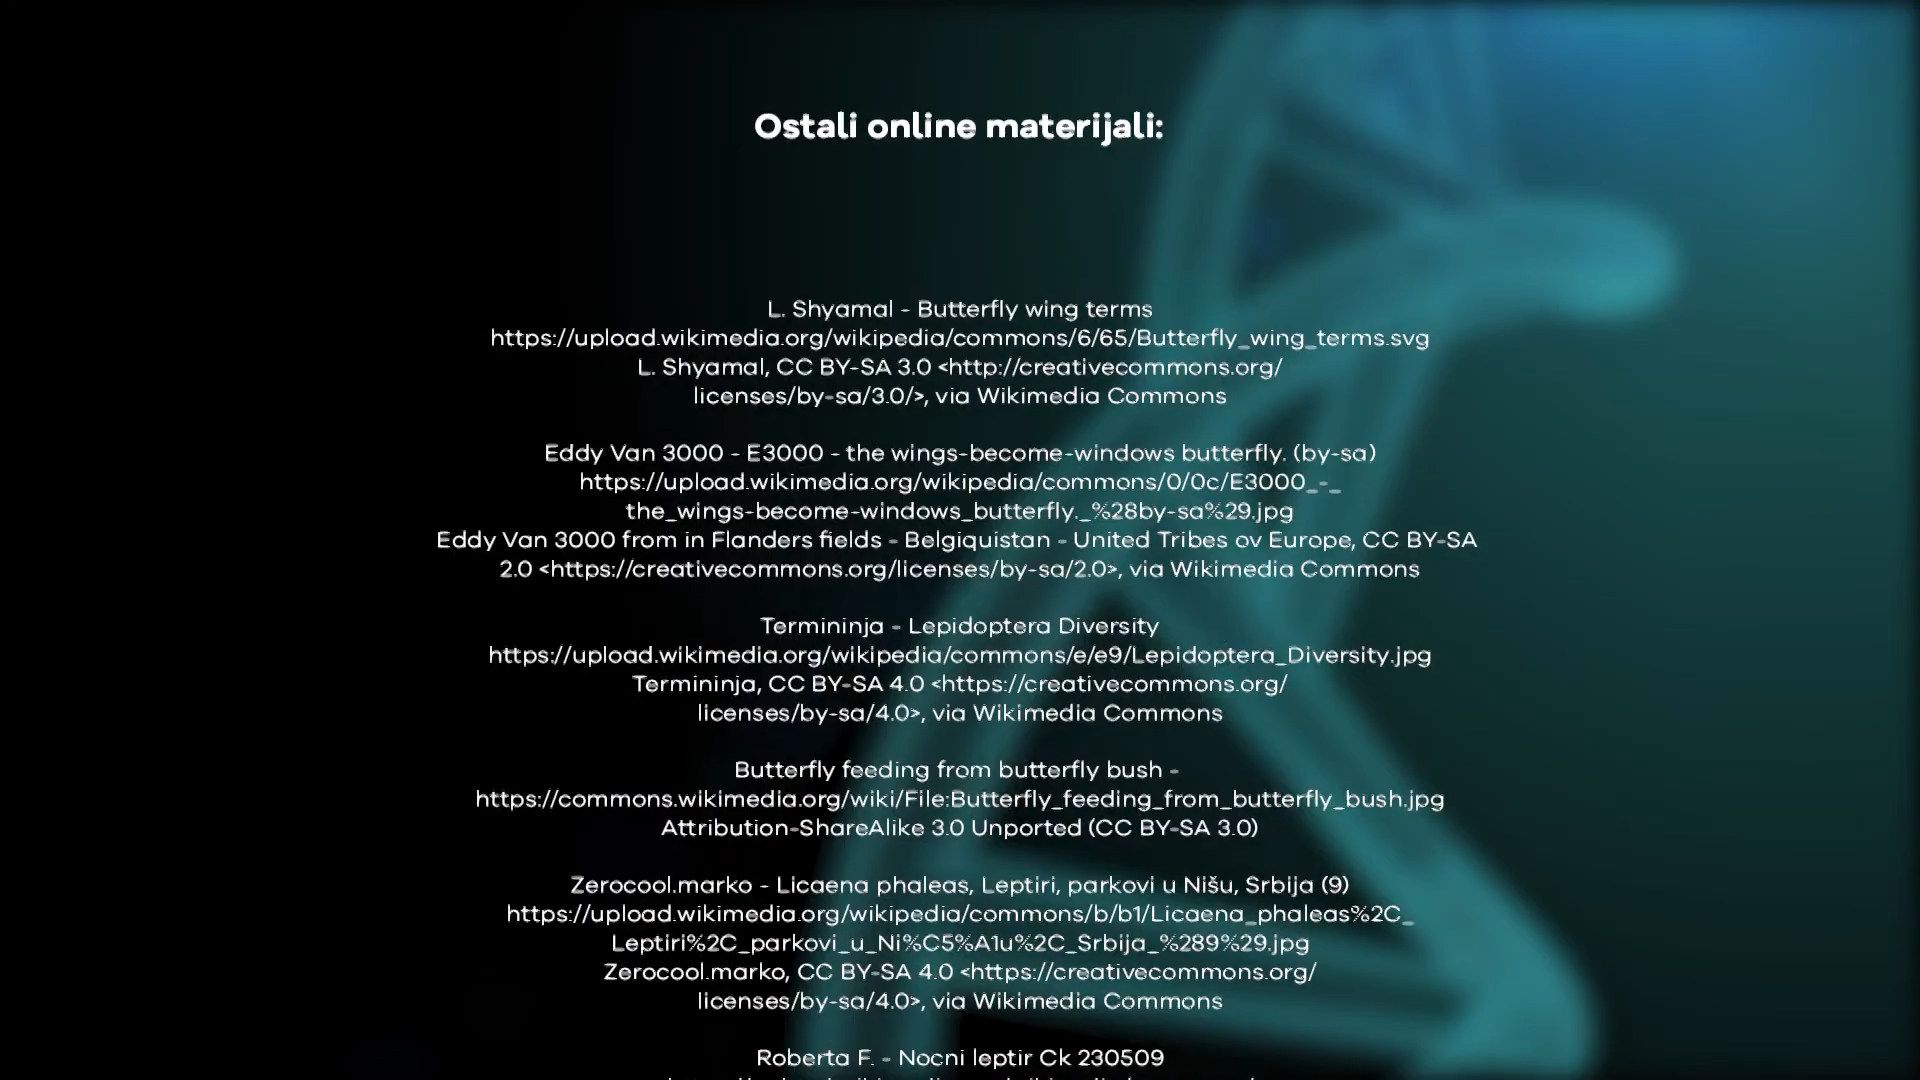 Ostali online materijali:
L. Shyamal - Butterfly wing terms
https://upload.wikimedia.org/wikipedia/commons/6/65/Butterfly_wing_terms.svg
L. Shyamal, CC BY-SA 3.0 <http://creativecommons.org/
licenses/by-sa/3.0/>, via Wikimedia Commons
Eddy Van 3000 - E3000 - the wings-become-windows butterfly. (by-sa)
https://upload.wikimedia.org/wikipedia/commons/0/0c/E3000_-_
the_wings-become-windows_butterfly._%28by-sa%29.jpg
Eddy Van 3000 from in Flanders fields - Belgiquistan - United Tribes ov Europe, CC BY-SA
2.0 <https://creativecommons.org/licenses/by-sa/2.0>, via Wikimedia Commons
Termininja - Lepidoptera Diversity
https://upload.wikimedia.org/wikipedia/commons/e/e9/Lepidoptera_Diversity.jpg
Termininja, CC BY-SA 4.0 <https://creativecommons.org/
licenses/by-sa/4.0>, via Wikimedia Commons
Butterfly feeding from butterfly bush -
https://commons.wikimedia.org/wiki/File:Butterfly_feeding_from_butterfly_bush.jpg
Attribution-ShareAlike 3.0 Unported (CC BY-SA 3.0)
Zerocool.marko - Licaena phaleas, Leptiri, parkovi u Nišu, Srbija (9)
https://upload.wikimedia.org/wikipedia/commons/b/b1/Licaena_phaleas%2C_
Leptiri%2C_parkovi_u_Ni%C5%A1u%2C_Srbija_%289%29.jpg
Zerocool.marko, CC BY-SA 4.0 <https://creativecommons.org/
licenses/by-sa/4.0>, via Wikimedia Commons
Roberta F. - Nocni leptir Ck 230509